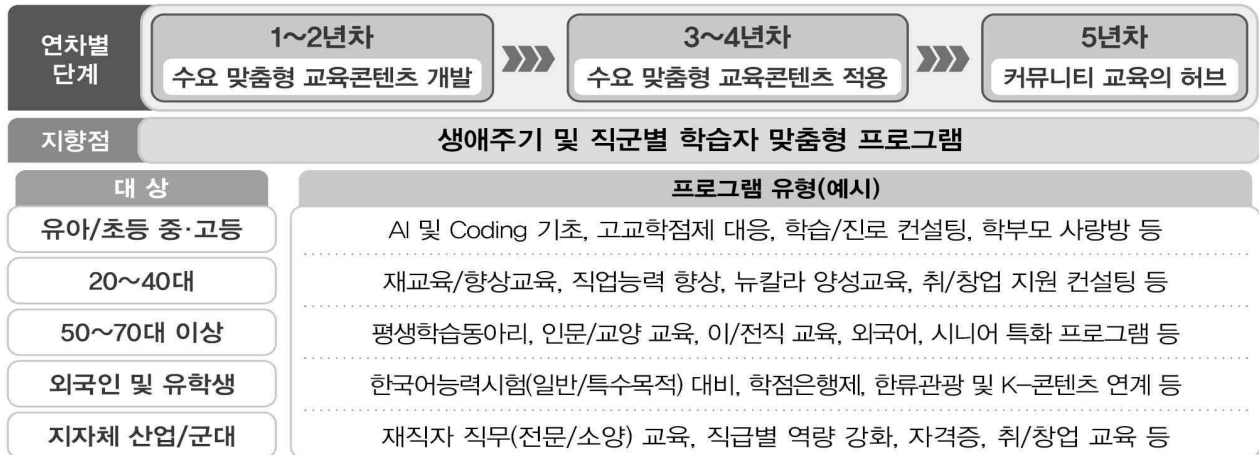 연차별
단계
1~2년차
수요 맞춤형 교육콘텐츠 개발
3~4년차
수요 맞춤형 교육콘텐츠 적용
5년차
커뮤니티 교육의 허브
지향점
생애주기 및 직군별 학습자 맞춤형 프로그램
대 상
프로그램 유형(예시)
유아/초등 중·고등
AI 및 Coding 기초, 고교학점제 대응, 학습/진로 컨설팅, 학부모 사랑방 등
20~40대
재교육/향상교육, 직업능력 향상, 뉴칼라 양성교육, 취/창업 지원 컨설팅 등
50~70대 이상
평생학습동아리, 인문/교양 교육, 이/전직 교육, 외국어, 시니어 특화 프로그램 등
외국인 및 유학생
한국어능력시험(일반/특수목적) 대비, 학점은행제, 한류관광 및 K-콘텐츠 연계 등
지자체 산업/군대
재직자 직무(전문/소양) 교육, 직급별 역량 강화, 자격증, 취/창업 교육 등